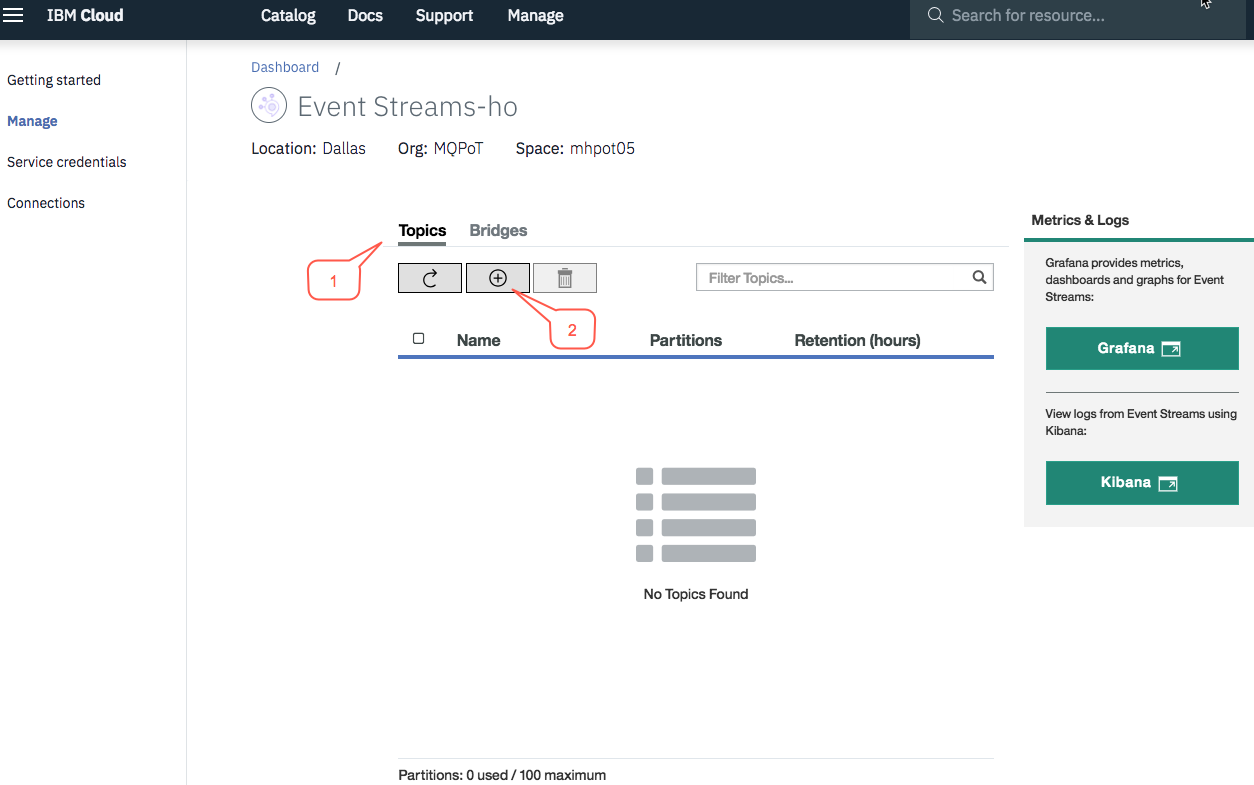 IBM Cloud
Catalog
Docs
Support
Manage
Search for resource...
Getting started
Manage
Service credentials
Connections
Dashboard /
Event Streams-ho
Location: Dallas
Org: MQPoT
Space: mhpot05
Topics
Bridges
1
2
Filter Topics...
Name
Partitions
Retention (hours)
No Topics Found
Partitions: 0 used / 100 maximum
Metrics & Logs
Grafana provides metrics,
dashboards and graphs for Event
Streams:
Grafana
View logs from Event Streams using
Kibana:
Kibana